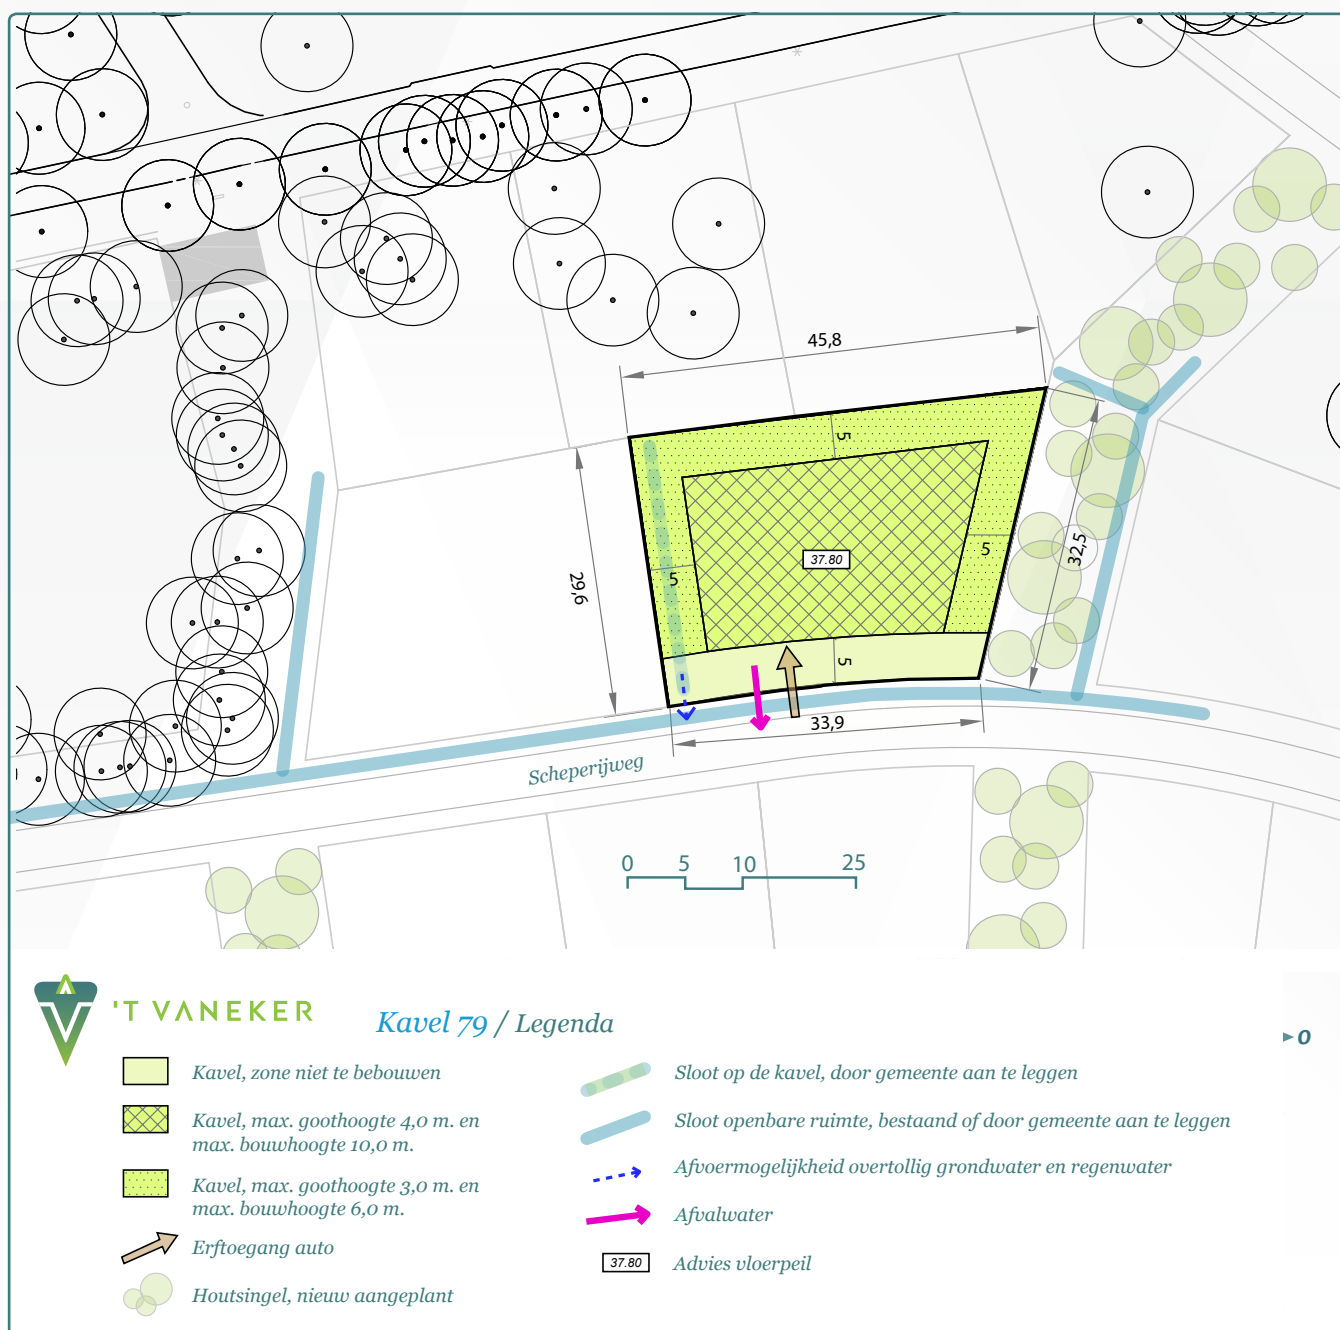 45,8
5
37.80
5
5
32,5
29,6
5
33,9
Scheperijweg
0 5 10 25
'T VANEKER
Kavel 79 / Legenda
0
Kavel, zone niet te bebouwen
Kavel, max. goothoogte 4,0 m. en
max. bouwhoogte 10,0 m.
Kavel, max. goothoogte 3,0 m. en
max. bouwhoogte 6,0 m.
Erftoegang auto
Houtsingel, nieuw aangeplant
Sloot op de kavel, door gemeente aan te leggen
Sloot openbare ruimte, bestaand of door gemeente aan te leggen
Afvoermogelijkheid overtollig grondwater en regenwater
Afvalwater
37.80 Advies vloerpeil